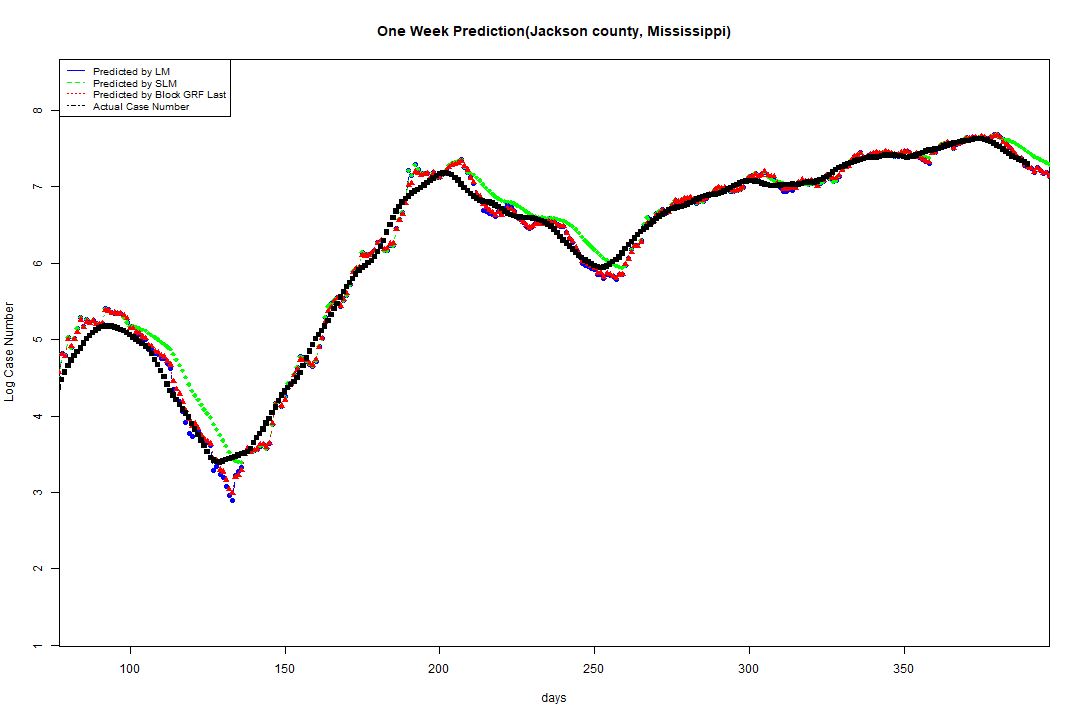 One Week Prediction(Jackson county, Mississippi)
Predicted by LM
Predicted by SLM
Predicted by Block GRF Last
Actual Case Number
8
7
6
5
4
3
2
1
Log Case Number
100 150 200 250 300 350
days